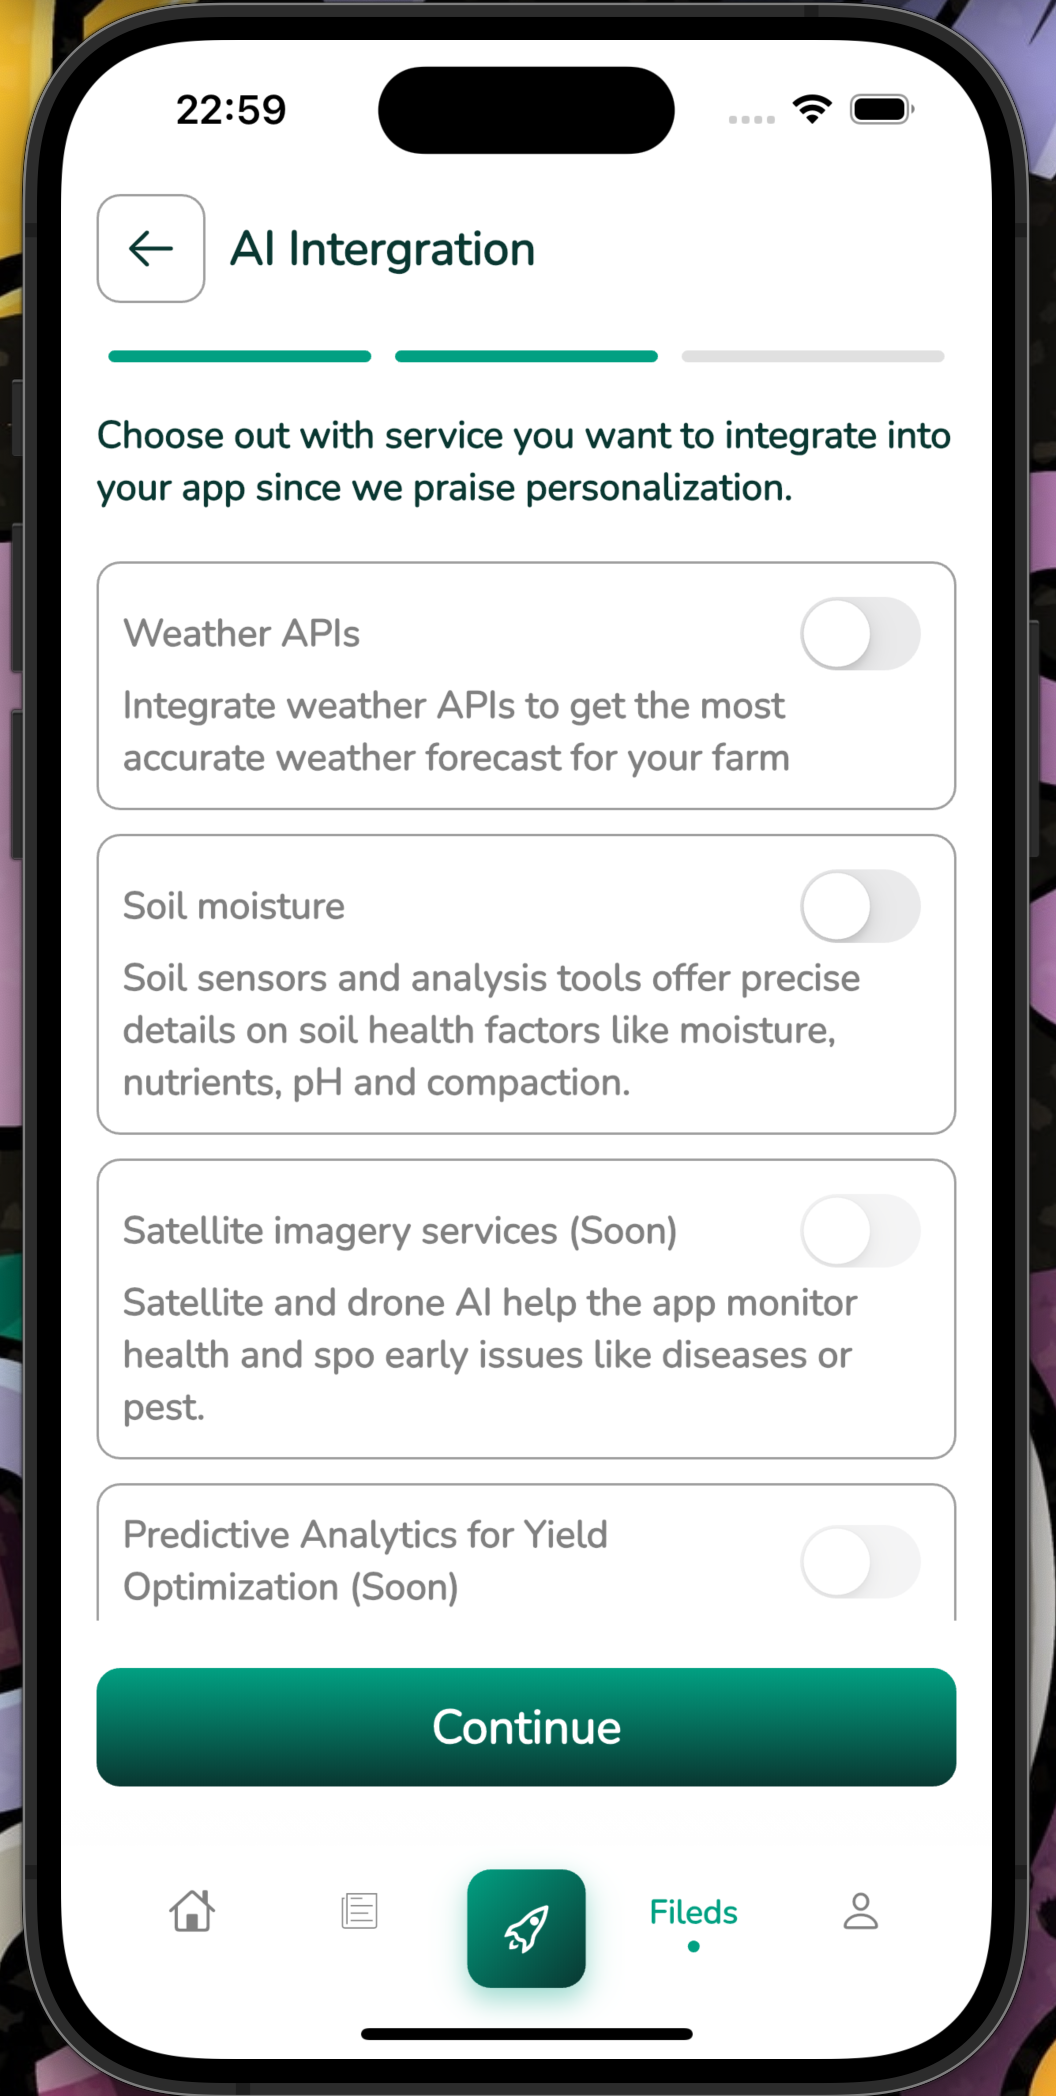 22:59
AI Intergration
Choose out with service you want to integrate into
your app since we praise personalization.
Weather APIs
Integrate weather APIs to get the most
accurate weather forecast for your farm
Soil moisture
Soil sensors and analysis tools offer precise
details on soil health factors like moisture,
nutrients, pH and compaction.
Satellite imagery services (Soon)
Satellite and drone AI help the app monitor
health and spo early issues like diseases or
pest.
Predictive Analytics for Yield
Optimization (Soon)
Continue
Fileds